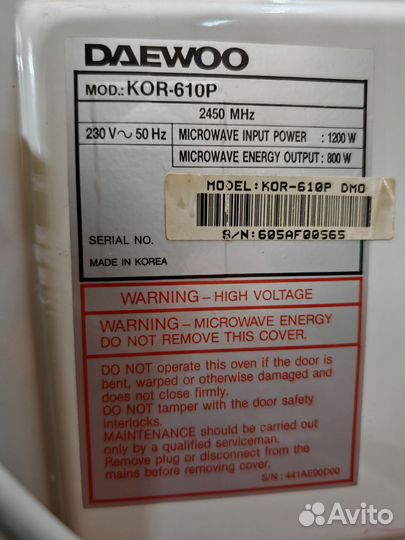 DAEWOO
MOD.: KOR-610P
2450 MHz
230 V ~ 50 Hz MICROWAVE INPUT POWER : 1200 W
MICROWAVE ENERGY OUTPUT : 800 W
MODEL:KOR-610P DMO
S/N:605AF00565
SERIAL NO.
MADE IN KOREA
WARNING – HIGH VOLTAGE
WARNING – MICROWAVE ENERGY
DO NOT REMOVE THIS COVER.
DO NOT operate this oven if the door is
bent, warped or otherwise damaged and
does not close firmly.
DO NOT tamper with the door safety
interlocks.
MAINTENANCE should be carried out
only by a qualified serviceman.
Remove plug or disconnect from the
mains before removing cover.
S/N : 441AE90D00
Avito